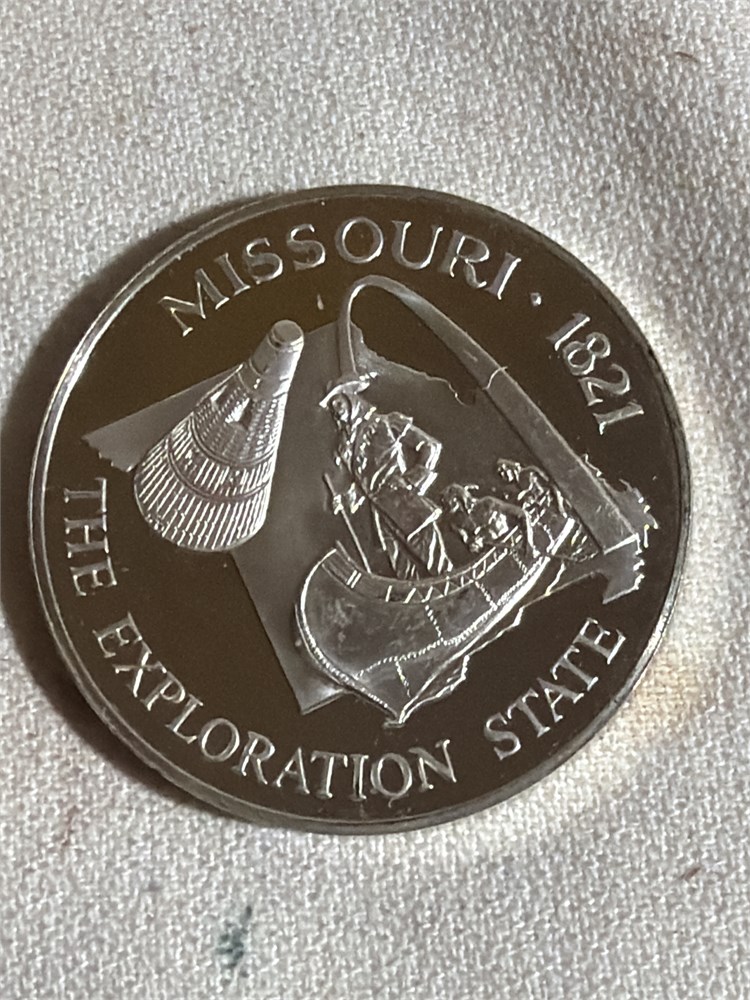 MISSOURI · 1821
THE EXPLORATION STATE